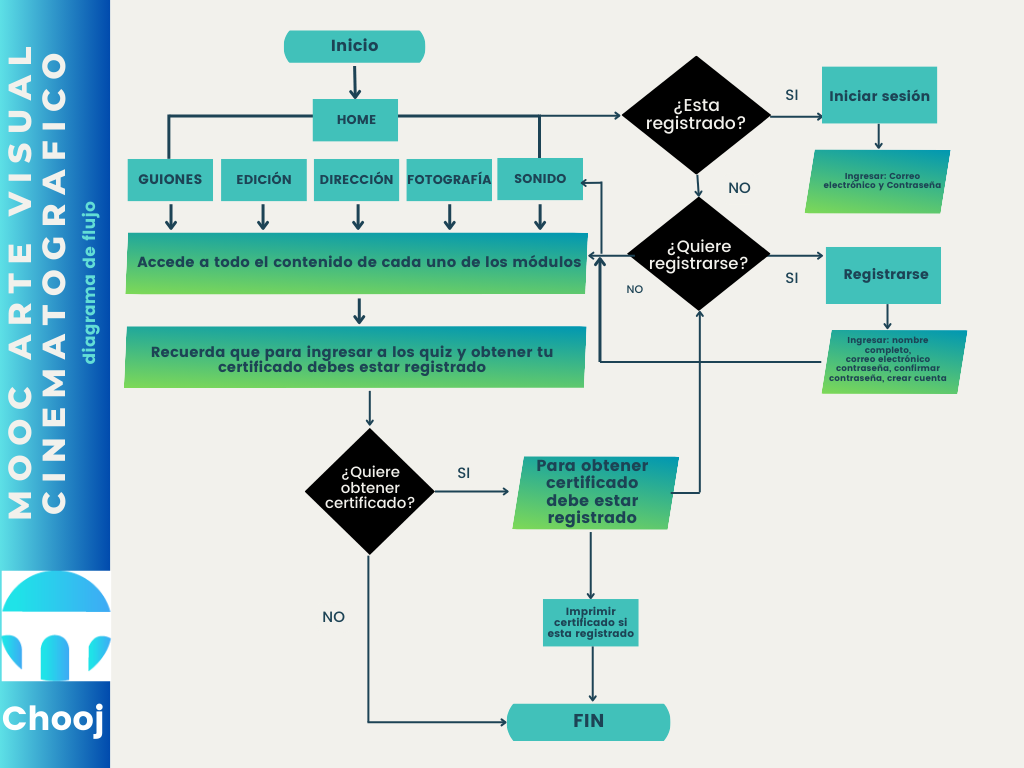 MOOC ARTE VISUAL
CINEMATOGRAFICO
diagrama de flujo
Chooj
Inicio
HOME
GUIONES
EDICIÓN
DIRECCIÓN
FOTOGRAFÍA
SONIDO
Accede a todo el contenido de cada uno de los módulos
Recuerda que para ingresar a los quiz y obtener tu
certificado debes estar registrado
¿Esta
registrado?
SI
Iniciar sesión
Ingresar: Correo
electrónico y Contraseña
NO
¿Quiere
registrarse?
SI
NO
Registrarse
Ingresar: nombre
completo,
correo electrónico
contraseña, confirmar
contraseña, crear cuenta
¿Quiere
obtener
certificado?
SI
Para obtener
certificado
debe estar
registrado
NO
Imprimir
certificado si
esta registrado
FIN